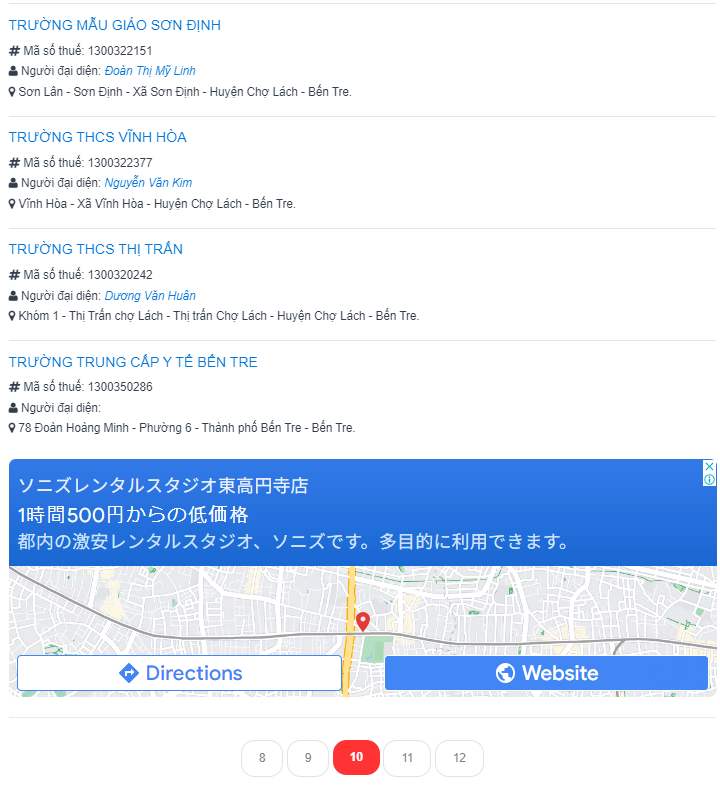 TRƯỜNG MẪU GIÁO SƠN ĐỊNH
# Mã số thuế: 1300322151
Người đại diện: Đoàn Thị Mỹ Linh
Sơn Lân - Sơn Định - Xã Sơn Định - Huyện Chợ Lách - Bến Tre.
TRƯỜNG THCS VĨNH HÒA
# Mã số thuế: 1300322377
Người đại diện: Nguyễn Văn Kim
Vĩnh Hòa - Xã Vĩnh Hòa - Huyện Chợ Lách - Bến Tre.
TRƯỜNG THCS THỊ TRẤN
# Mã số thuế: 1300320242
Người đại diện: Dương Văn Huân
Khóm 1 - Thị Trấn chợ Lách - Thị trấn Chợ Lách - Huyện Chợ Lách - Bến Tre.
TRƯỜNG TRUNG CẤP Y TẾ BẾN TRE
# Mã số thuế: 1300350286
Người đại diện:
78 Đoàn Hoảng Minh - Phường 6 - Thành phố Bến Tre - Bến Tre.
ソニズレンタルスタジオ東高円寺店
1時間500円からの低価格
都内の激安レンタルスタジオ、ソニズです。多目的に利用できます。
Directions
Website
8 9 10 11 12